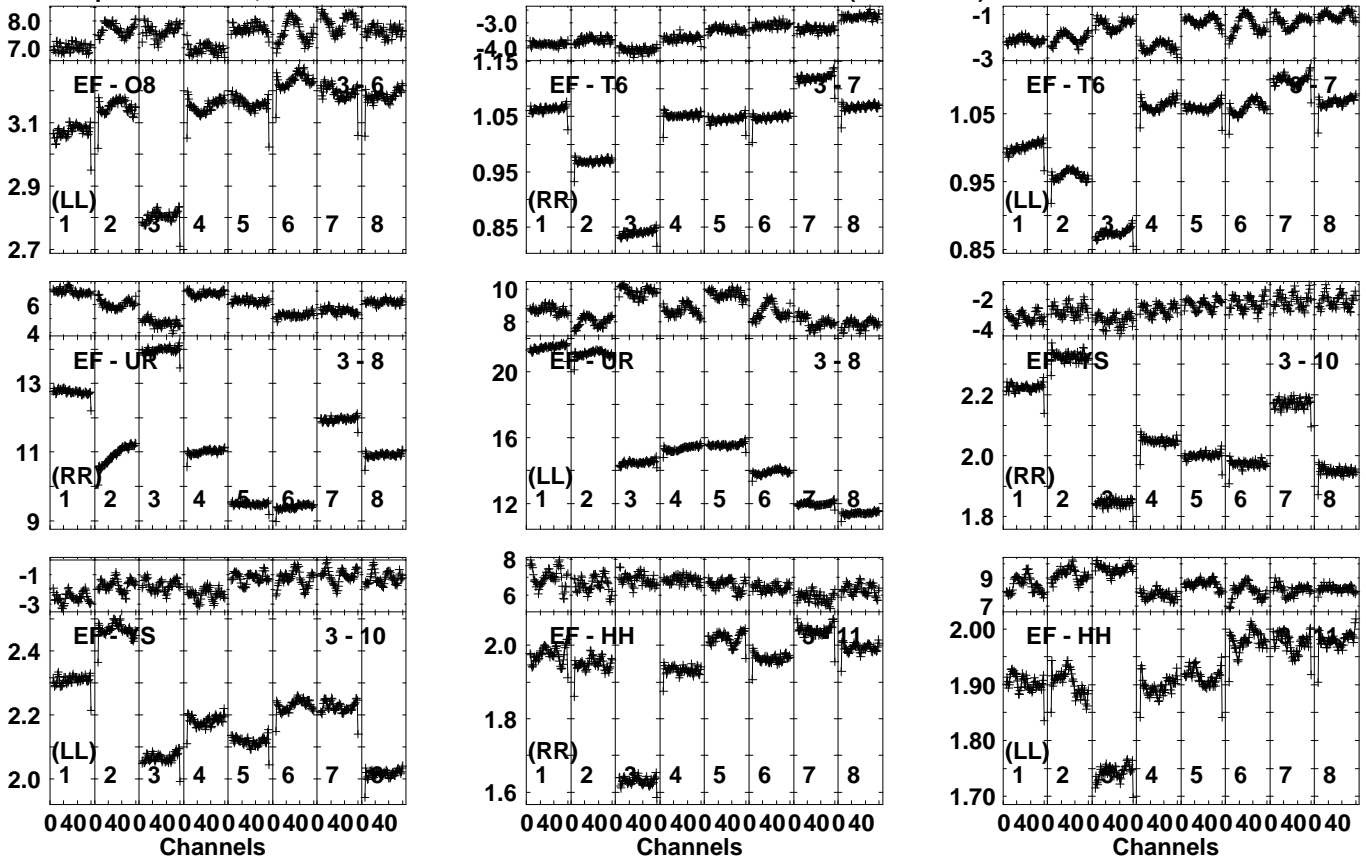 8.0 7.0 -3.0 -4.0 -1 -3
EF - O8 3 - 6 EF - T6 3 - 7 EF - T6 3 - 7
3.1 2.9 2.7 1.15 1.05 0.95 0.85 1.05 0.95 0.85
(LL) (RR) (LL)
1 2 3 4 5 6 7 8 1 2 3 4 5 6 7 8 1 2 3 4 5 6 7 8
6 4 10 8 -2 -4
EF - UR 3 - 8 EF - UR 3 - 8 EF - YS 3 - 10
13 11 9 20 16 12 2.2 2.0 1.8
(RR) (LL) (RR)
1 2 3 4 5 6 7 8 1 2 3 4 5 6 7 8 1 2 3 4 5 6 7 8
-1 -3 8 6 9 7
EF - YS 3 - 10 EF - HH 3 - 11 EF - HH 11
2.4 2.2 2.0 2.0 1.8 1.6 2.00 1.90 1.80 1.70
(LL) (RR) (LL)
1 2 3 4 5 6 7 8 1 2 3 4 5 6 7 8 1 2 3 4 5 6 7 8
0 40 0 40 0 40 0 40 0 40 0 40 0 40 0 40 0 40 0 40 0 40 0 40 0 40 0 40 0 40 0 40 0 40 0 40 0 40 0 40 0 40 0 40 0 40 0 40
Channels Channels Channels